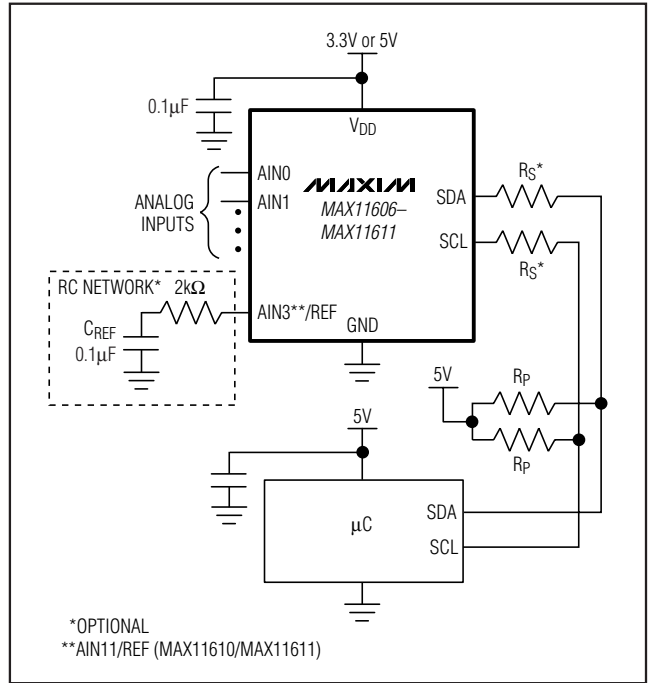 3.3V or 5V
0.1μF
VDD
AIN0
AIN1
ANALOG
INPUTS
MAXIM
MAX11606–
MAX11611
SDA
SCL
RS*
RS*
RC NETWORK* 2kΩ
CREF
0.1μF
AIN3**/REF
GND
5V
RP
RP
5V
μC
SDA
SCL
*OPTIONAL
**AIN11/REF (MAX11610/MAX11611)